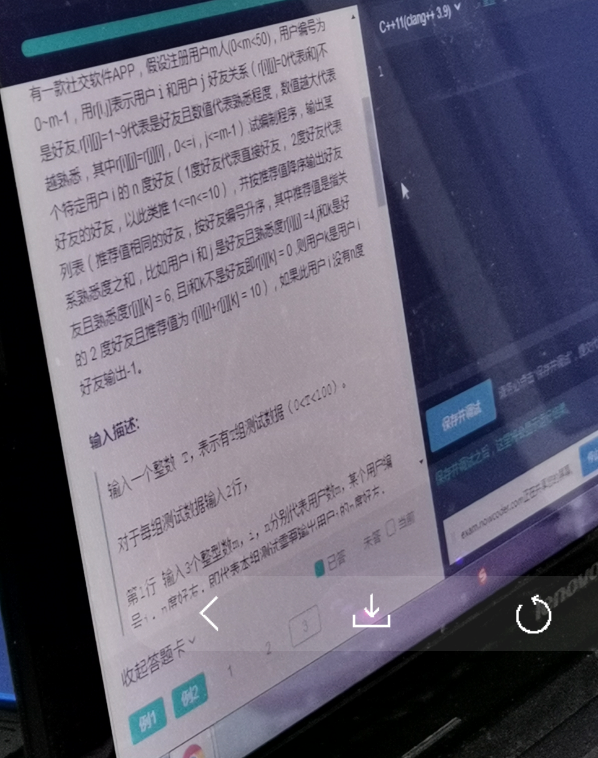 有一款社交软件APP，假设注册用户m人(0<m<50)，用户编号为
0~m-1，用r[i,j]表示用户 i 和用户 j 好友关系（r[i][j]=0代表i和j不
是好友,r[i][j]=1~9代表是好友且数值代表熟悉程度，数值越大代表
越熟悉，其中r[i][j]=r[j][i]，0<=i，j<=m-1）.试编制程序，输出某
个特定用户 i 的 n 度好友（1度好友代表直接好友，2度好友代表
好友的好友，以此类推 1<=n<=10），并按推荐值降序输出好友
列表（推荐值相同的好友，按好友编号升序，其中推荐值是指关
系熟悉度之和，比如用户 i 和 j 是好友且熟悉度r[i][j] =4,j和k是好
友且熟悉度r[j][k] = 6, 且i和k不是好友即r[i][k] = 0 ,则用户k是用户 i
的 2 度好友且推荐值为 r[i][j]+r[j][k] = 10），如果此用户 i 没有n度
好友输出-1。
输入描述:
输入一个整数 T，表示有T组测试数据（0<T<100）。
对于每组测试数据输入2行，
第1行 输入3个整型数m, i, n分别代表用户数m，某个用户编
号i，n度好友，即代表本组测试需要输出用户i的n度好友。
已答 未答 当前
收起答题卡
例1 例2 1 2 3
C++11(clang++ 3.9)
1
保存并调试
保存并调试之后，
exam.nowcoder.com正在共享您的屏幕
lenovo